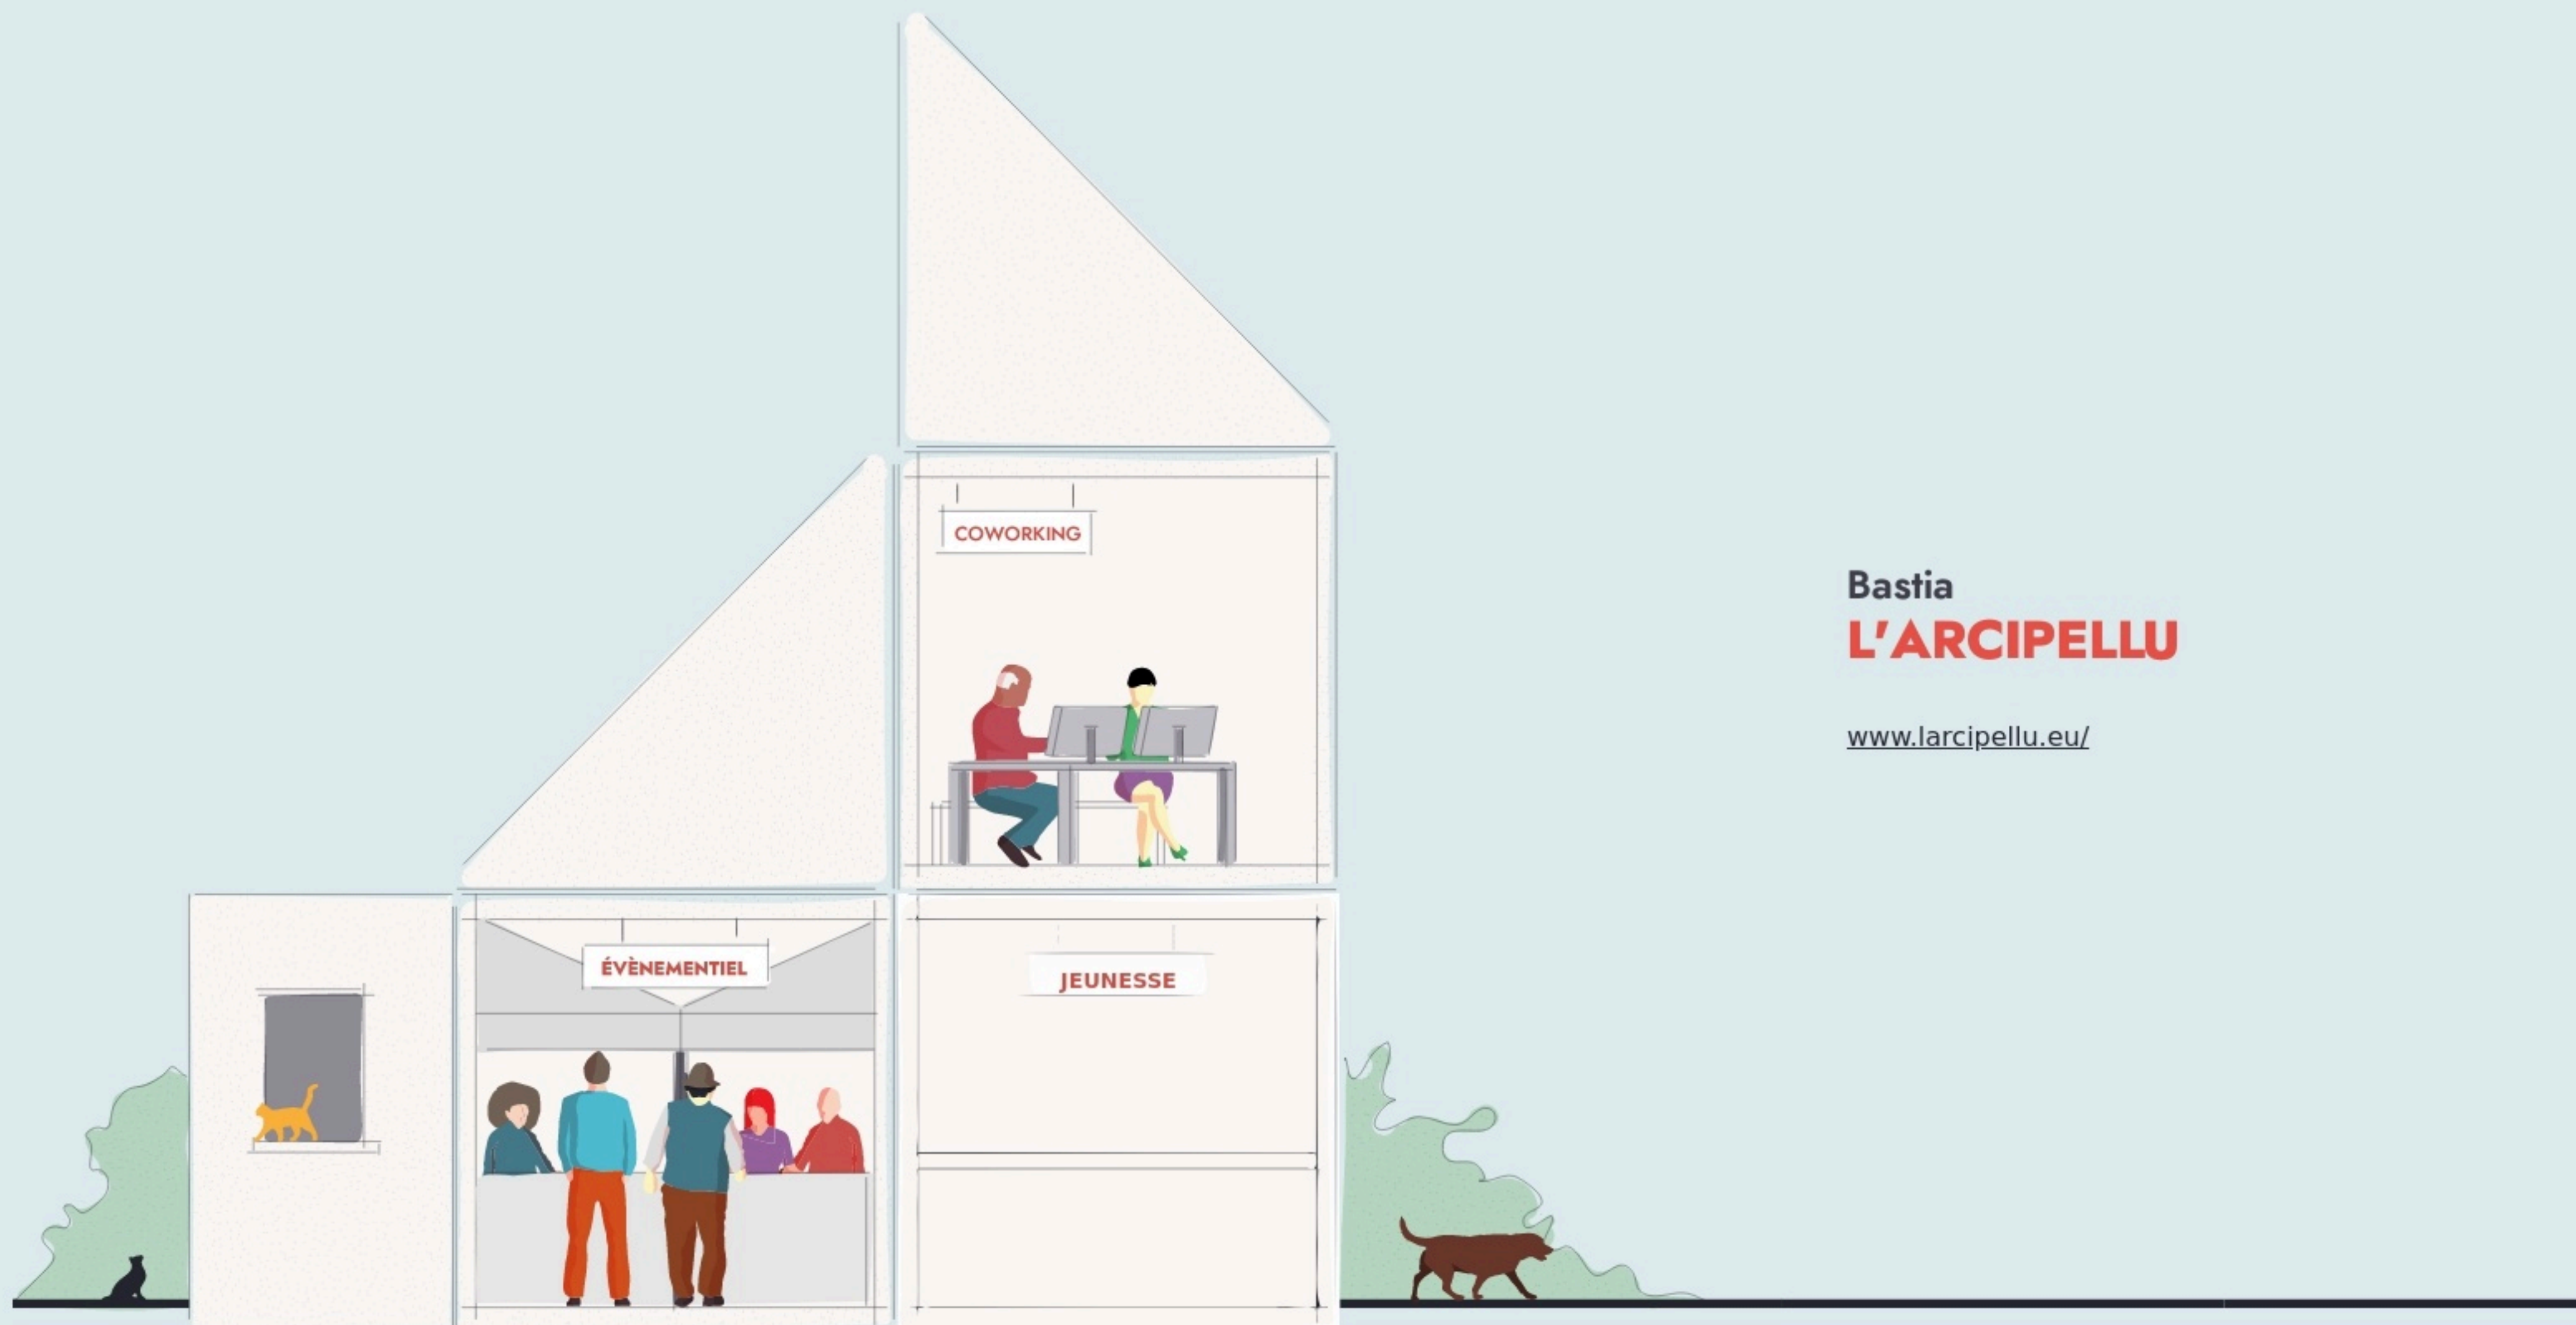 COWORKING
Bastia
L'ARCIPELLU
www.larcipellu.eu/
ÉVÈNEMENTIEL
JEUNESSE